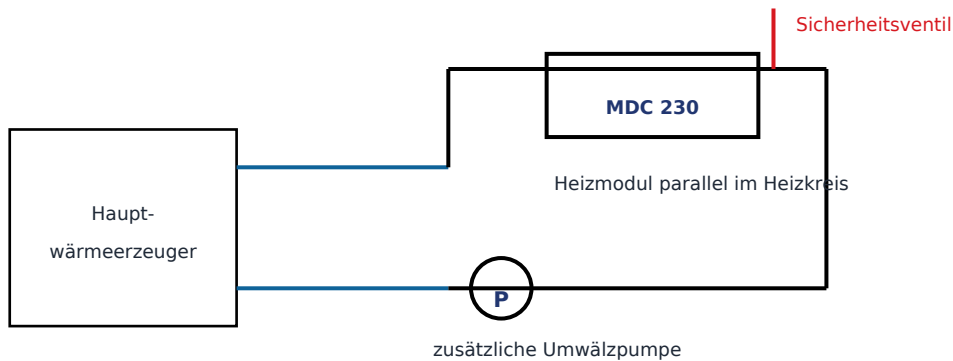 Sicherheitsventil
MDC 230
Heizmodul parallel im Heizkreis
Haupt-
wärmeerzeuger
P
zusätzliche Umwälzpumpe